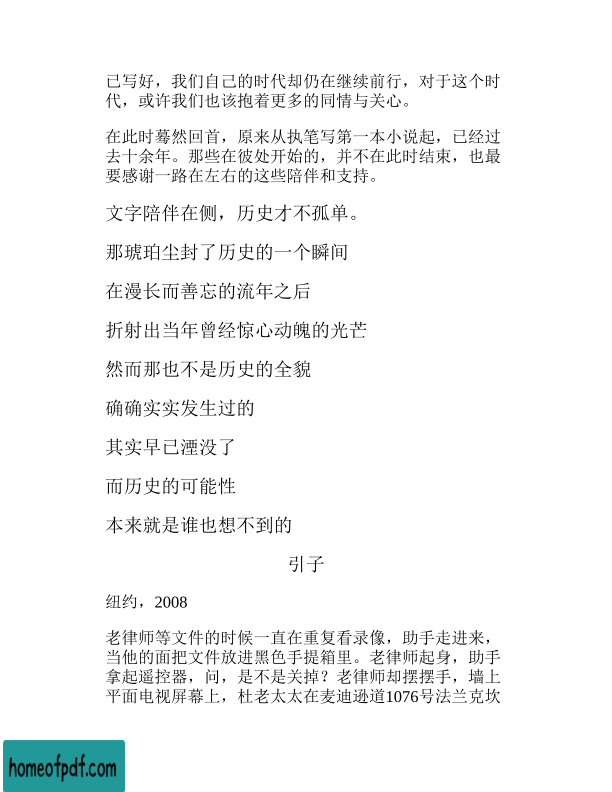 已写好，我们自己的时代却仍在继续前行，对于这个时
代，或许我们也该抱着更多的同情与关心。
在此时蓦然回首，原来从执笔写第一本小说起，已经过
去十余年。那些在彼处开始的，并不在此时结束，也最
要感谢一路在左右的这些陪伴和支持。
文字陪伴在侧，历史才不孤单。
那琥珀尘封了历史的一个瞬间
在漫长而善忘的流年之后
折射出当年曾经惊心动魄的光芒
然而那也不是历史的全貌
确确实实发生过的
其实早已湮没了
而历史的可能性
本来就是谁也想不到的
引子
纽约，2008
老律师等文件的时候一直在重复看录像，助手走进来，
当他的面把文件放进黑色手提箱里。老律师起身，助手
拿起遥控器，问，是不是关掉？老律师却摆摆手，墙上
平面电视屏幕上，杜老太太在麦迪逊道1076号法兰克坎
homeofpdf.com